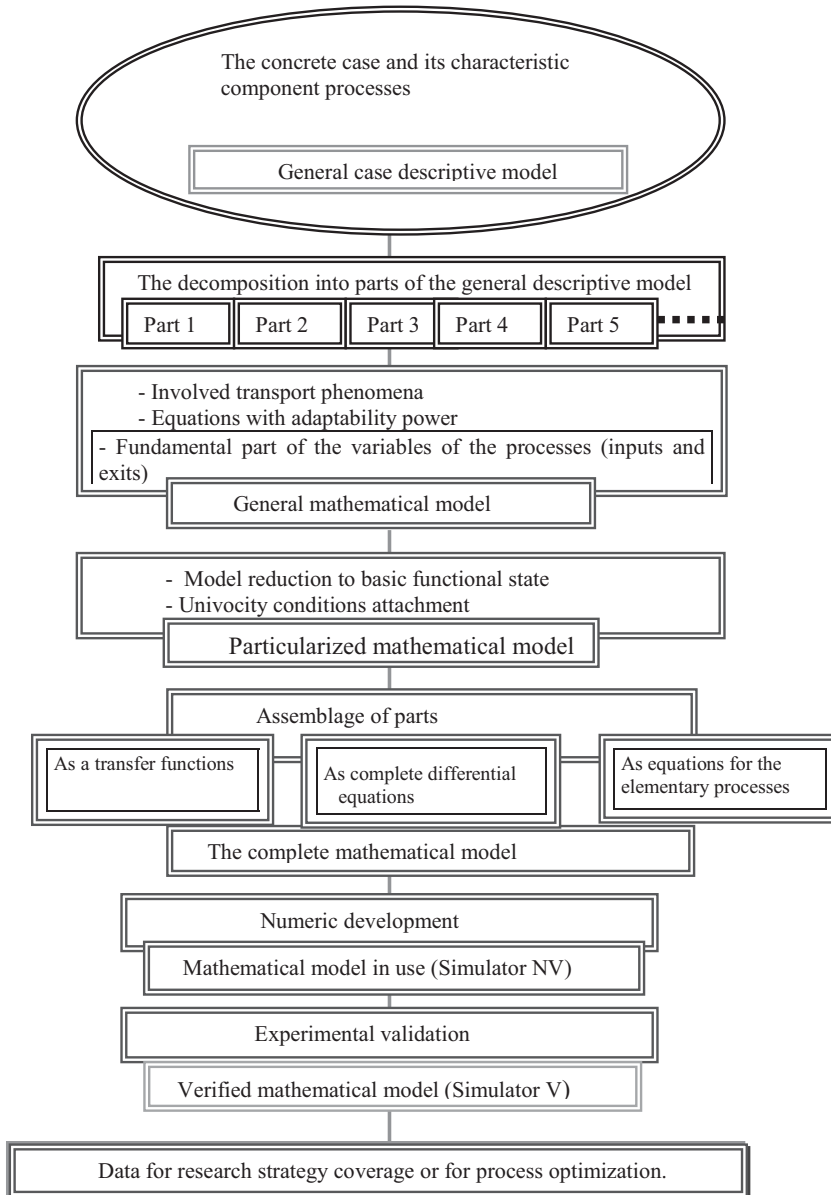 The concrete case and its characteristic
component processes
General case descriptive model
The decomposition into parts of the general descriptive model
Part 1 Part 2 Part 3 Part 4 Part 5
- Involved transport phenomena
- Equations with adaptability power
- Fundamental part of the variables of the processes (inputs and
exits)
General mathematical model
- Model reduction to basic functional state
- Univocity conditions attachment
Particularized mathematical model
Assemblage of parts
As a transfer functions
As complete differential
equations
As equations for the
elementary processes
The complete mathematical model
Numeric development
Mathematical model in use (Simulator NV)
Experimental validation
Verified mathematical model (Simulator V)
Data for research strategy coverage or for process optimization.